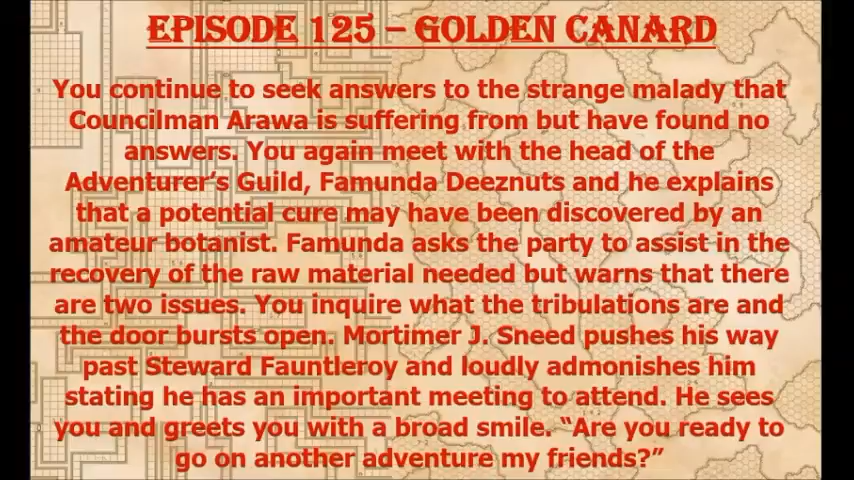 EPISODE 125 – GOLDEN CANARD
You continue to seek answers to the strange malady that
Councilman Arawa is suffering from but have found no
answers. You again meet with the head of the
Adventurer’s Guild, Famunda Deeznuts and he explains
that a potential cure may have been discovered by an
amateur botanist. Famunda asks the party to assist in the
recovery of the raw material needed but warns that there
are two issues. You inquire what the tribulations are and
the door bursts open. Mortimer J. Sneed pushes his way
past Steward Fauntleroy and loudly admonishes him
stating he has an important meeting to attend. He sees
you and greets you with a broad smile. “Are you ready to
go on another adventure my friends?”